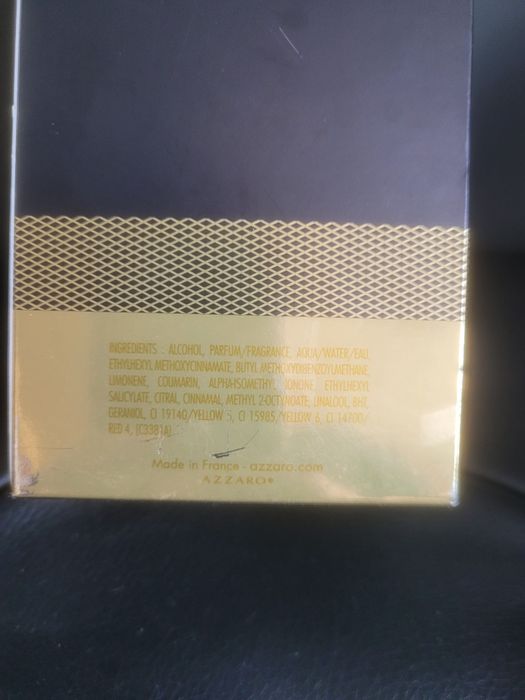 INGREDIENTS : ALCOHOL, PARFUM/FRAGRANCE, AQUA/WATER/EAU,
ETHYLHEXYL METHOXYCINNAMATE, BUTYL METHOXYDIBENZOYLMETHANE,
LIMONENE, COUMARIN, ALPHA-ISOMETHYL IONONE, ETHYLHEXYL
SALICYLATE, CITRAL, CINNAMAL, METHYL 2-OCTYNOATE, LINALOOL, BHT,
GERANIOL, CI 19140/YELLOW 5, CI 15985/YELLOW 6, CI 14700/
RED 4, (C3381A)
Made in France - azzaro.com
AZZARO®